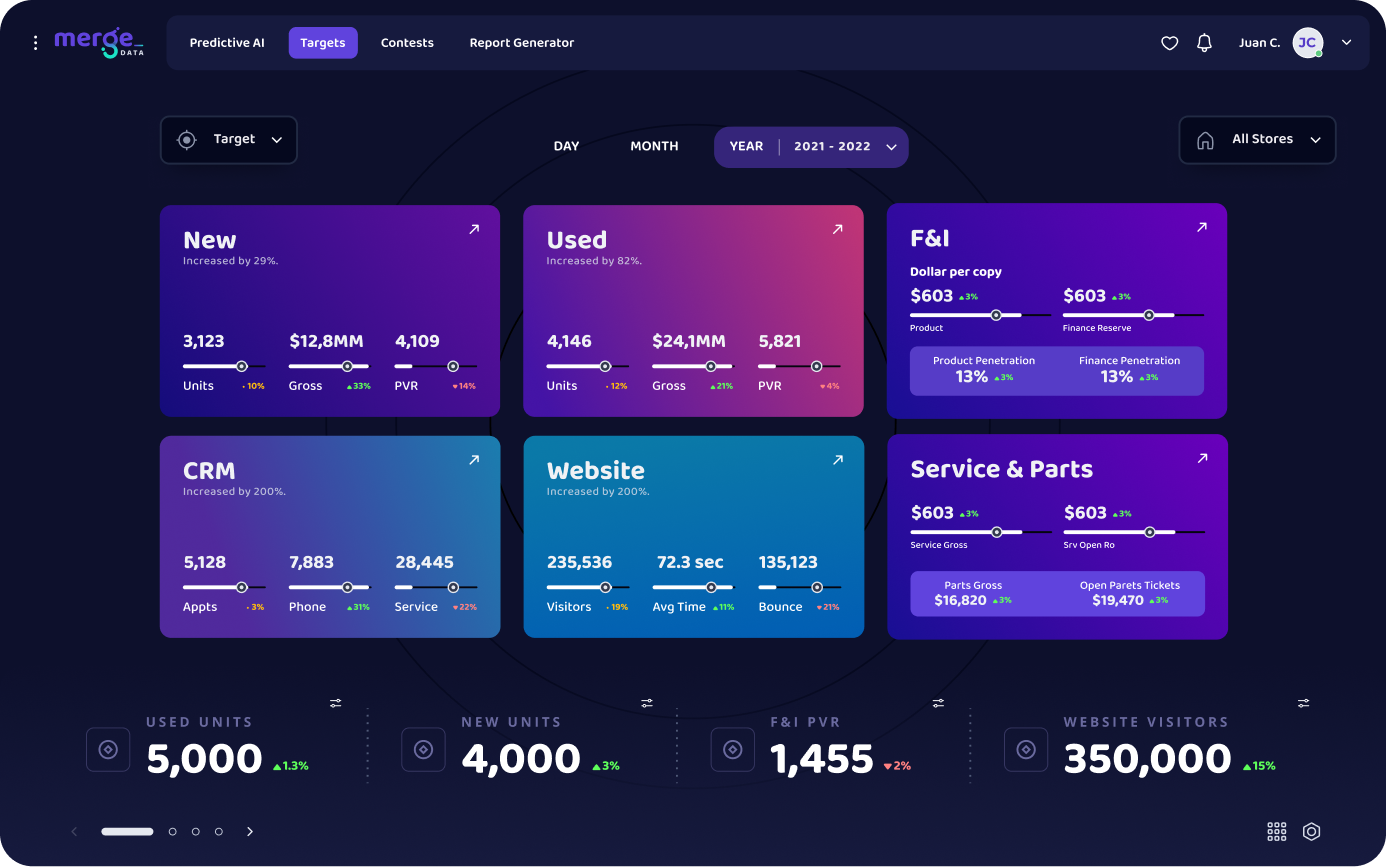 merge
DATA
Predictive AI
Targets
Contests
Report Generator
Juan C.
JC
Target
DAY
MONTH
YEAR
2021 - 2022
All Stores
New
Increased by 29%.
3,123
$12,8MM
4,109
Units
10%
Gross
33%
PVR
14%
Used
Increased by 82%.
4,146
$24,1MM
5,821
Units
12%
Gross
21%
PVR
4%
F&I
Dollar per copy
$603 3%
$603 3%
Product
Finance Reserve
Product Penetration
Finance Penetration
13% 3%
13% 3%
CRM
Increased by 200%.
5,128
7,883
28,445
Appts
3%
Phone
31%
Service
22%
Website
Increased by 200%.
235,536
72.3 sec
135,123
Visitors
19%
Avg Time
11%
Bounce
21%
Service & Parts
$603 3%
$603 3%
Service Gross
Srv Open Ro
Parts Gross
Open Parets Tickets
$16,820 3%
$19,470 3%
USED UNITS
5,000 1.3%
NEW UNITS
4,000 3%
F&I PVR
1,455 2%
WEBSITE VISITORS
350,000 15%